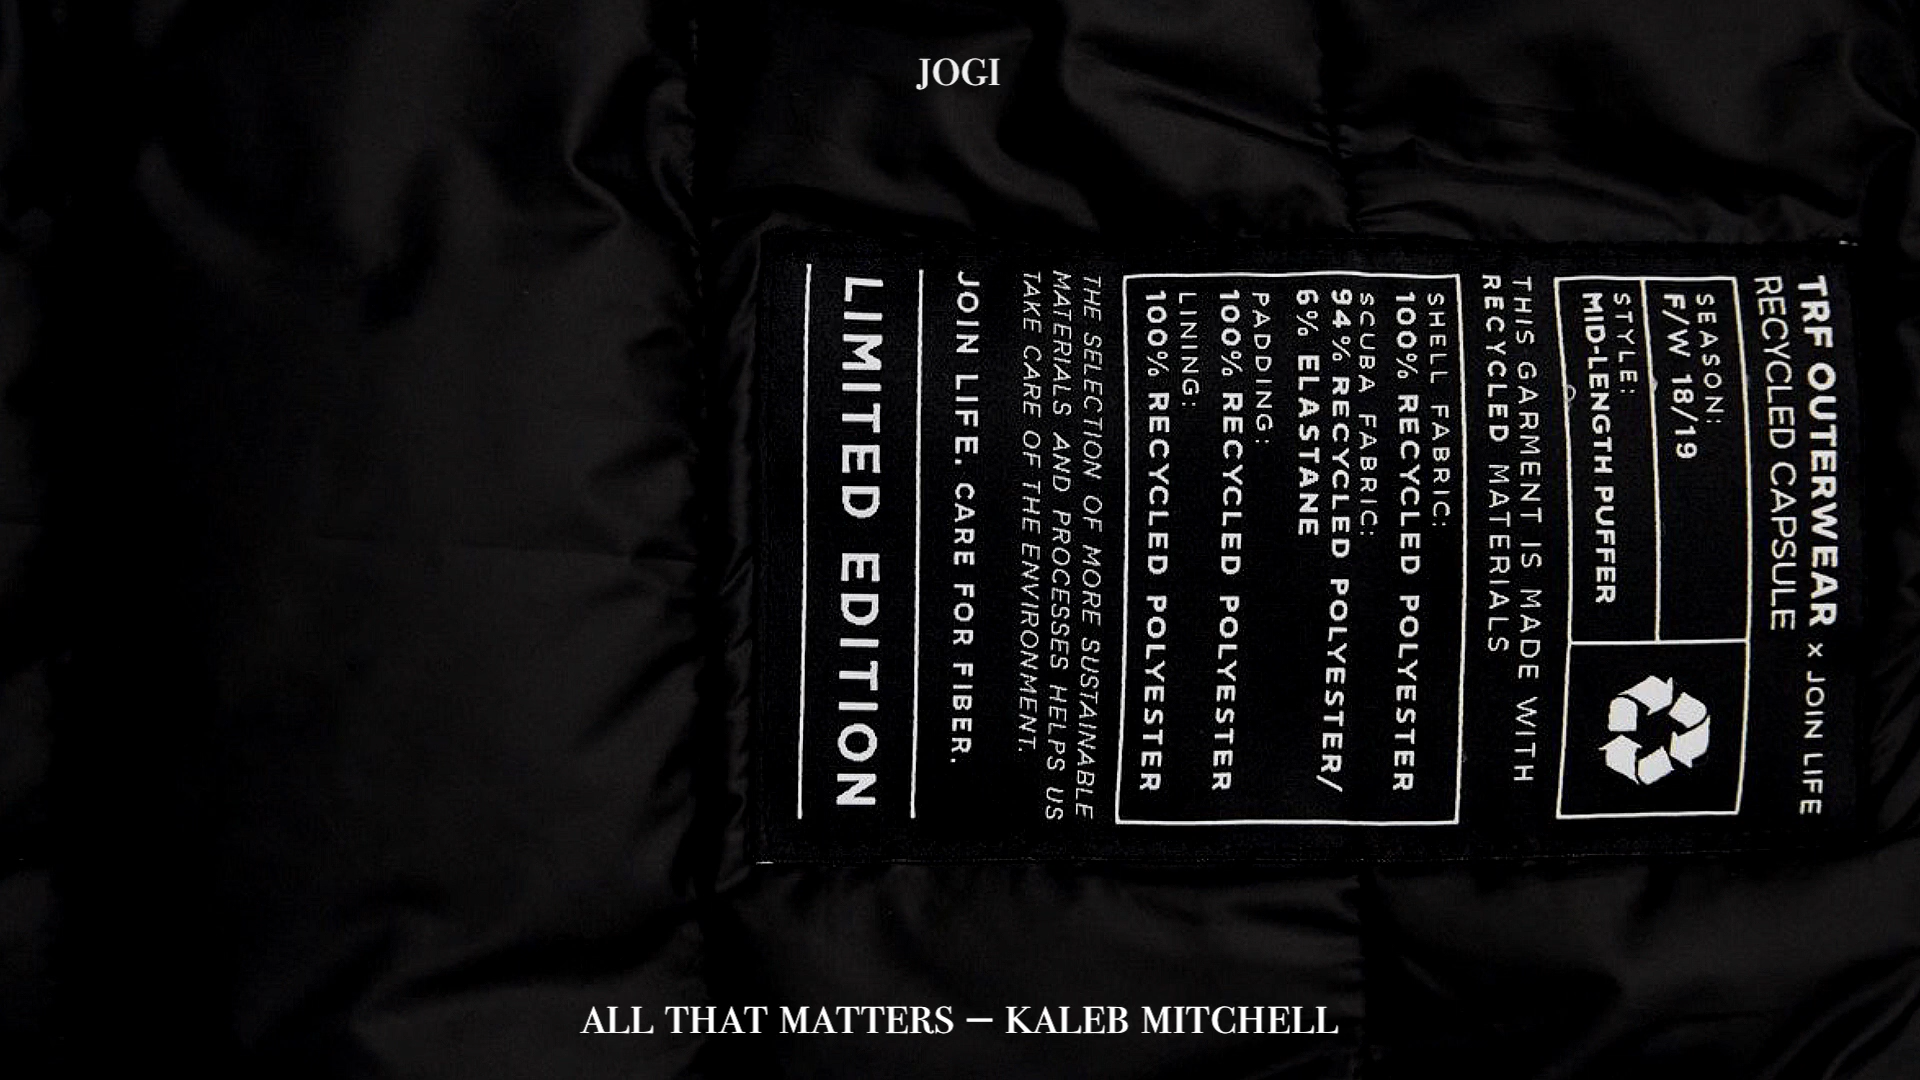 JOGI
TRF OUTERWEAR × JOIN LIFE
RECYCLED CAPSULE
SEASON:
F/W 18/19
STYLE:
MID-LENGTH PUFFER
THIS GARMENT IS MADE WITH
RECYCLED MATERIALS
SHELL FABRIC:
100% RECYCLED POLYESTER
SCUBA FABRIC:
94% RECYCLED POLYESTER/
6% ELASTANE
PADDING:
100% RECYCLED POLYESTER
LINING:
100% RECYCLED POLYESTER
THE SELECTION OF MORE SUSTAINABLE
MATERIALS AND PROCESSES HELPS US
TAKE CARE OF THE ENVIRONMENT.
JOIN LIFE. CARE FOR FIBER.
LIMITED EDITION
ALL THAT MATTERS — KALEB MITCHELL